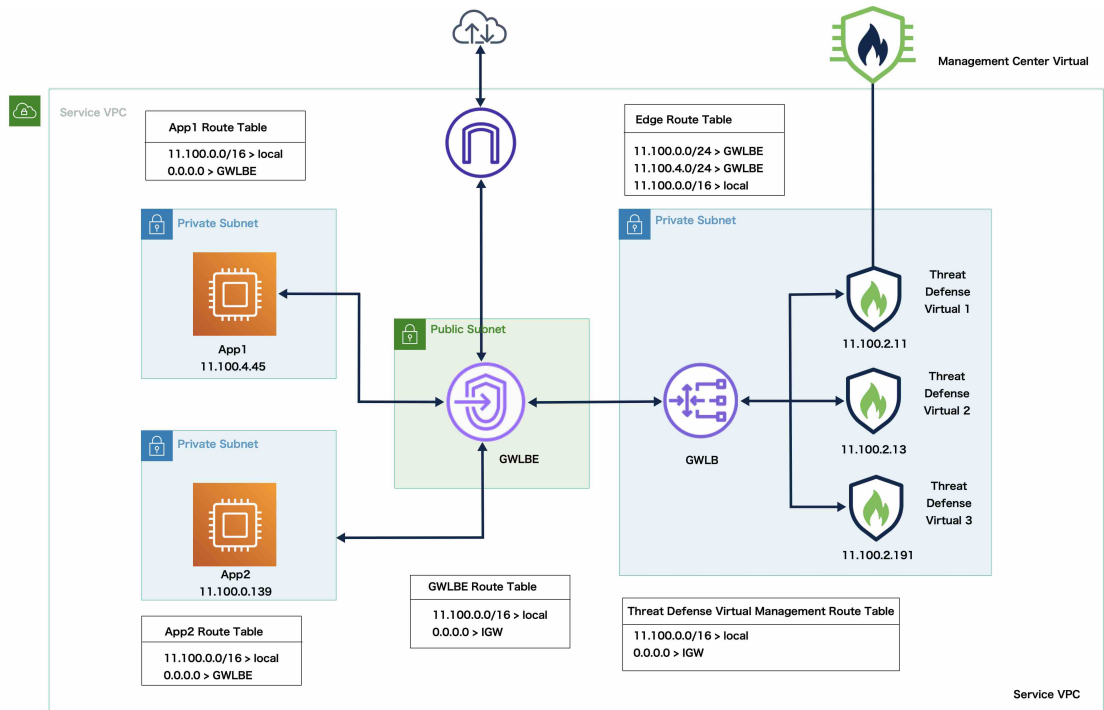 Management Center Virtual
Service VPC
App1 Route Table
11.100.0.0/16 > local
0.0.0.0 > GWLBE
Edge Route Table
11.100.0.0/24 > GWLBE
11.100.4.0/24 > GWLBE
11.100.0.0/16 > local
Private Subnet
App1
11.100.4.45
Private Subnet
Threat
Defense
Virtual 1
11.100.2.11
Threat
Defense
Virtual 2
11.100.2.13
Threat
Defense
Virtual 3
11.100.2.191
GWLB
Public Subnet
GWLBE
Private Subnet
App2
11.100.0.139
App2 Route Table
11.100.0.0/16 > local
0.0.0.0 > GWLBE
GWLBE Route Table
11.100.0.0/16 > local
0.0.0.0 > IGW
Threat Defense Virtual Management Route Table
11.100.0.0/16 > local
0.0.0.0 > IGW
Service VPC